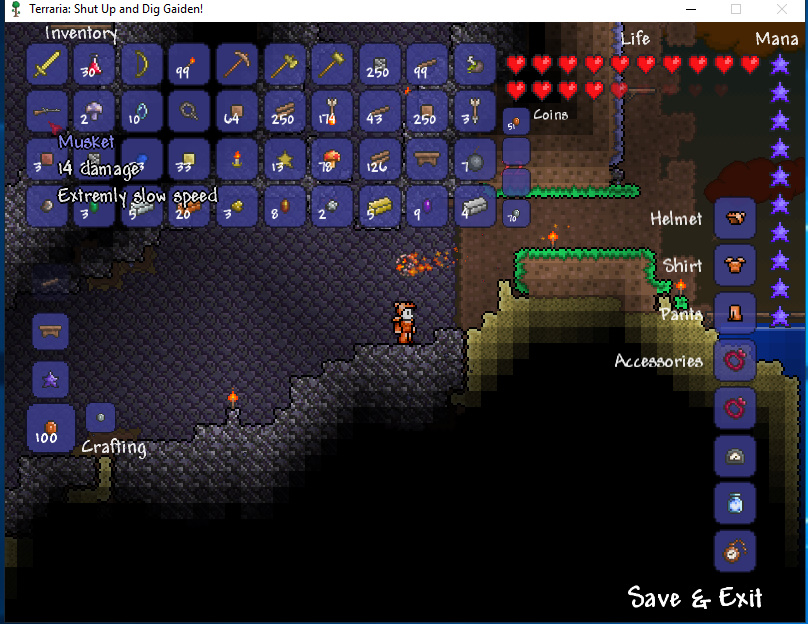 Terraria: Shut Up and Dig Gaiden!
Inventory
Life
Mana
30
99
250
99
2
10
64
250
174
43
250
3
Coins
51
Musket
14 damage
Extremly slow speed
3
33
13
78
126
7
3
5
20
3
8
2
5
9
4
70
Helmet
Shirt
Pants
Accessories
100
Crafting
Save & Exit